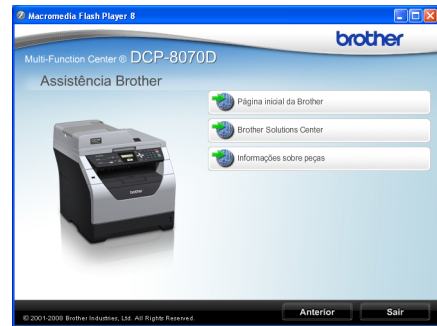 Macromedia Flash Player 8
brother
Multi-Function Center ® DCP-8070D
Assistência Brother
Página inicial da Brother
Brother Solutions Center
Informações sobre peças
brother
© 2001-2008 Brother Industries, Ltd. All Rights Reserved.
Anterior
Sair